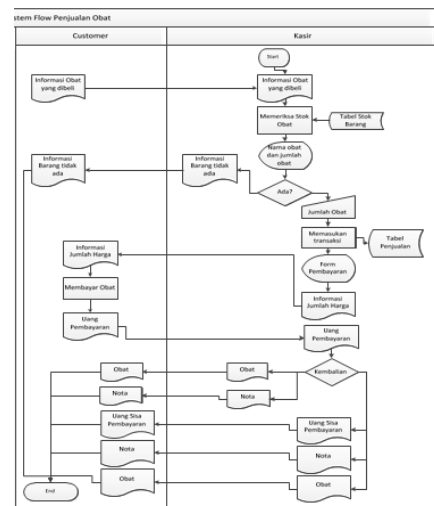 stem Flow Penjualan Obat
Customer
Kasir
Start
Informasi Obat
yang dibeli
Informasi Obat
yang dibeli
Memeriksa Stok
Obat
Tabel Stok
Barang
Nama obat
dan jumlah
obat
Informasi
Barang tidak
ada
Informasi
Barang tidak
ada
Ada?
Jumlah Obat
Memasukan
transaksi
Tabel
Penjualan
Form
Pembayaran
Informasi
Jumlah Harga
Informasi
Jumlah Harga
Membayar Obat
Uang
Pembayaran
Uang
Pembayaran
Kembalian
Obat
Obat
Nota
Nota
Uang Sisa
Pembayaran
Uang Sisa
Pembayaran
Nota
Nota
Obat
Obat
End